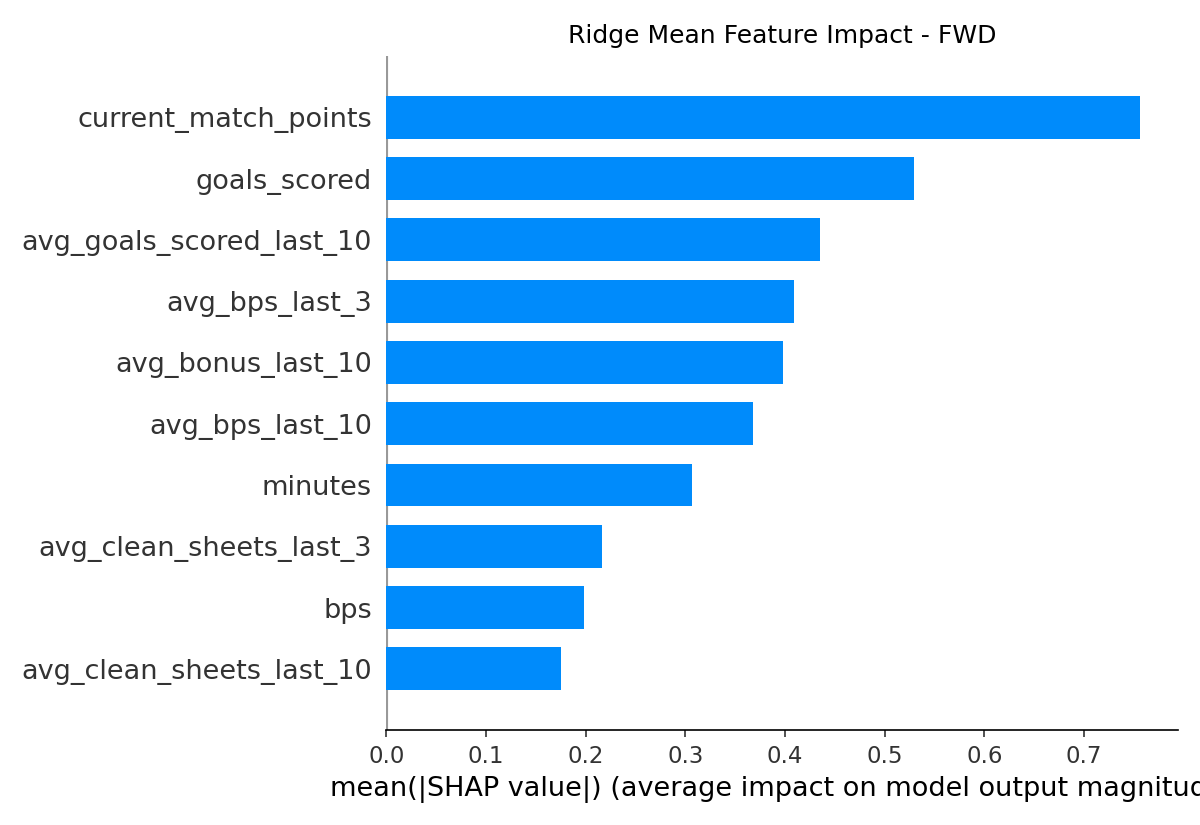 Ridge Mean Feature Impact - FWD
current_match_points
goals_scored
avg_goals_scored_last_10
avg_bps_last_3
avg_bonus_last_10
avg_bps_last_10
minutes
avg_clean_sheets_last_3
bps
avg_clean_sheets_last_10
0.0 0.1 0.2 0.3 0.4 0.5 0.6 0.7
mean(|SHAP value|) (average impact on model output magnitud